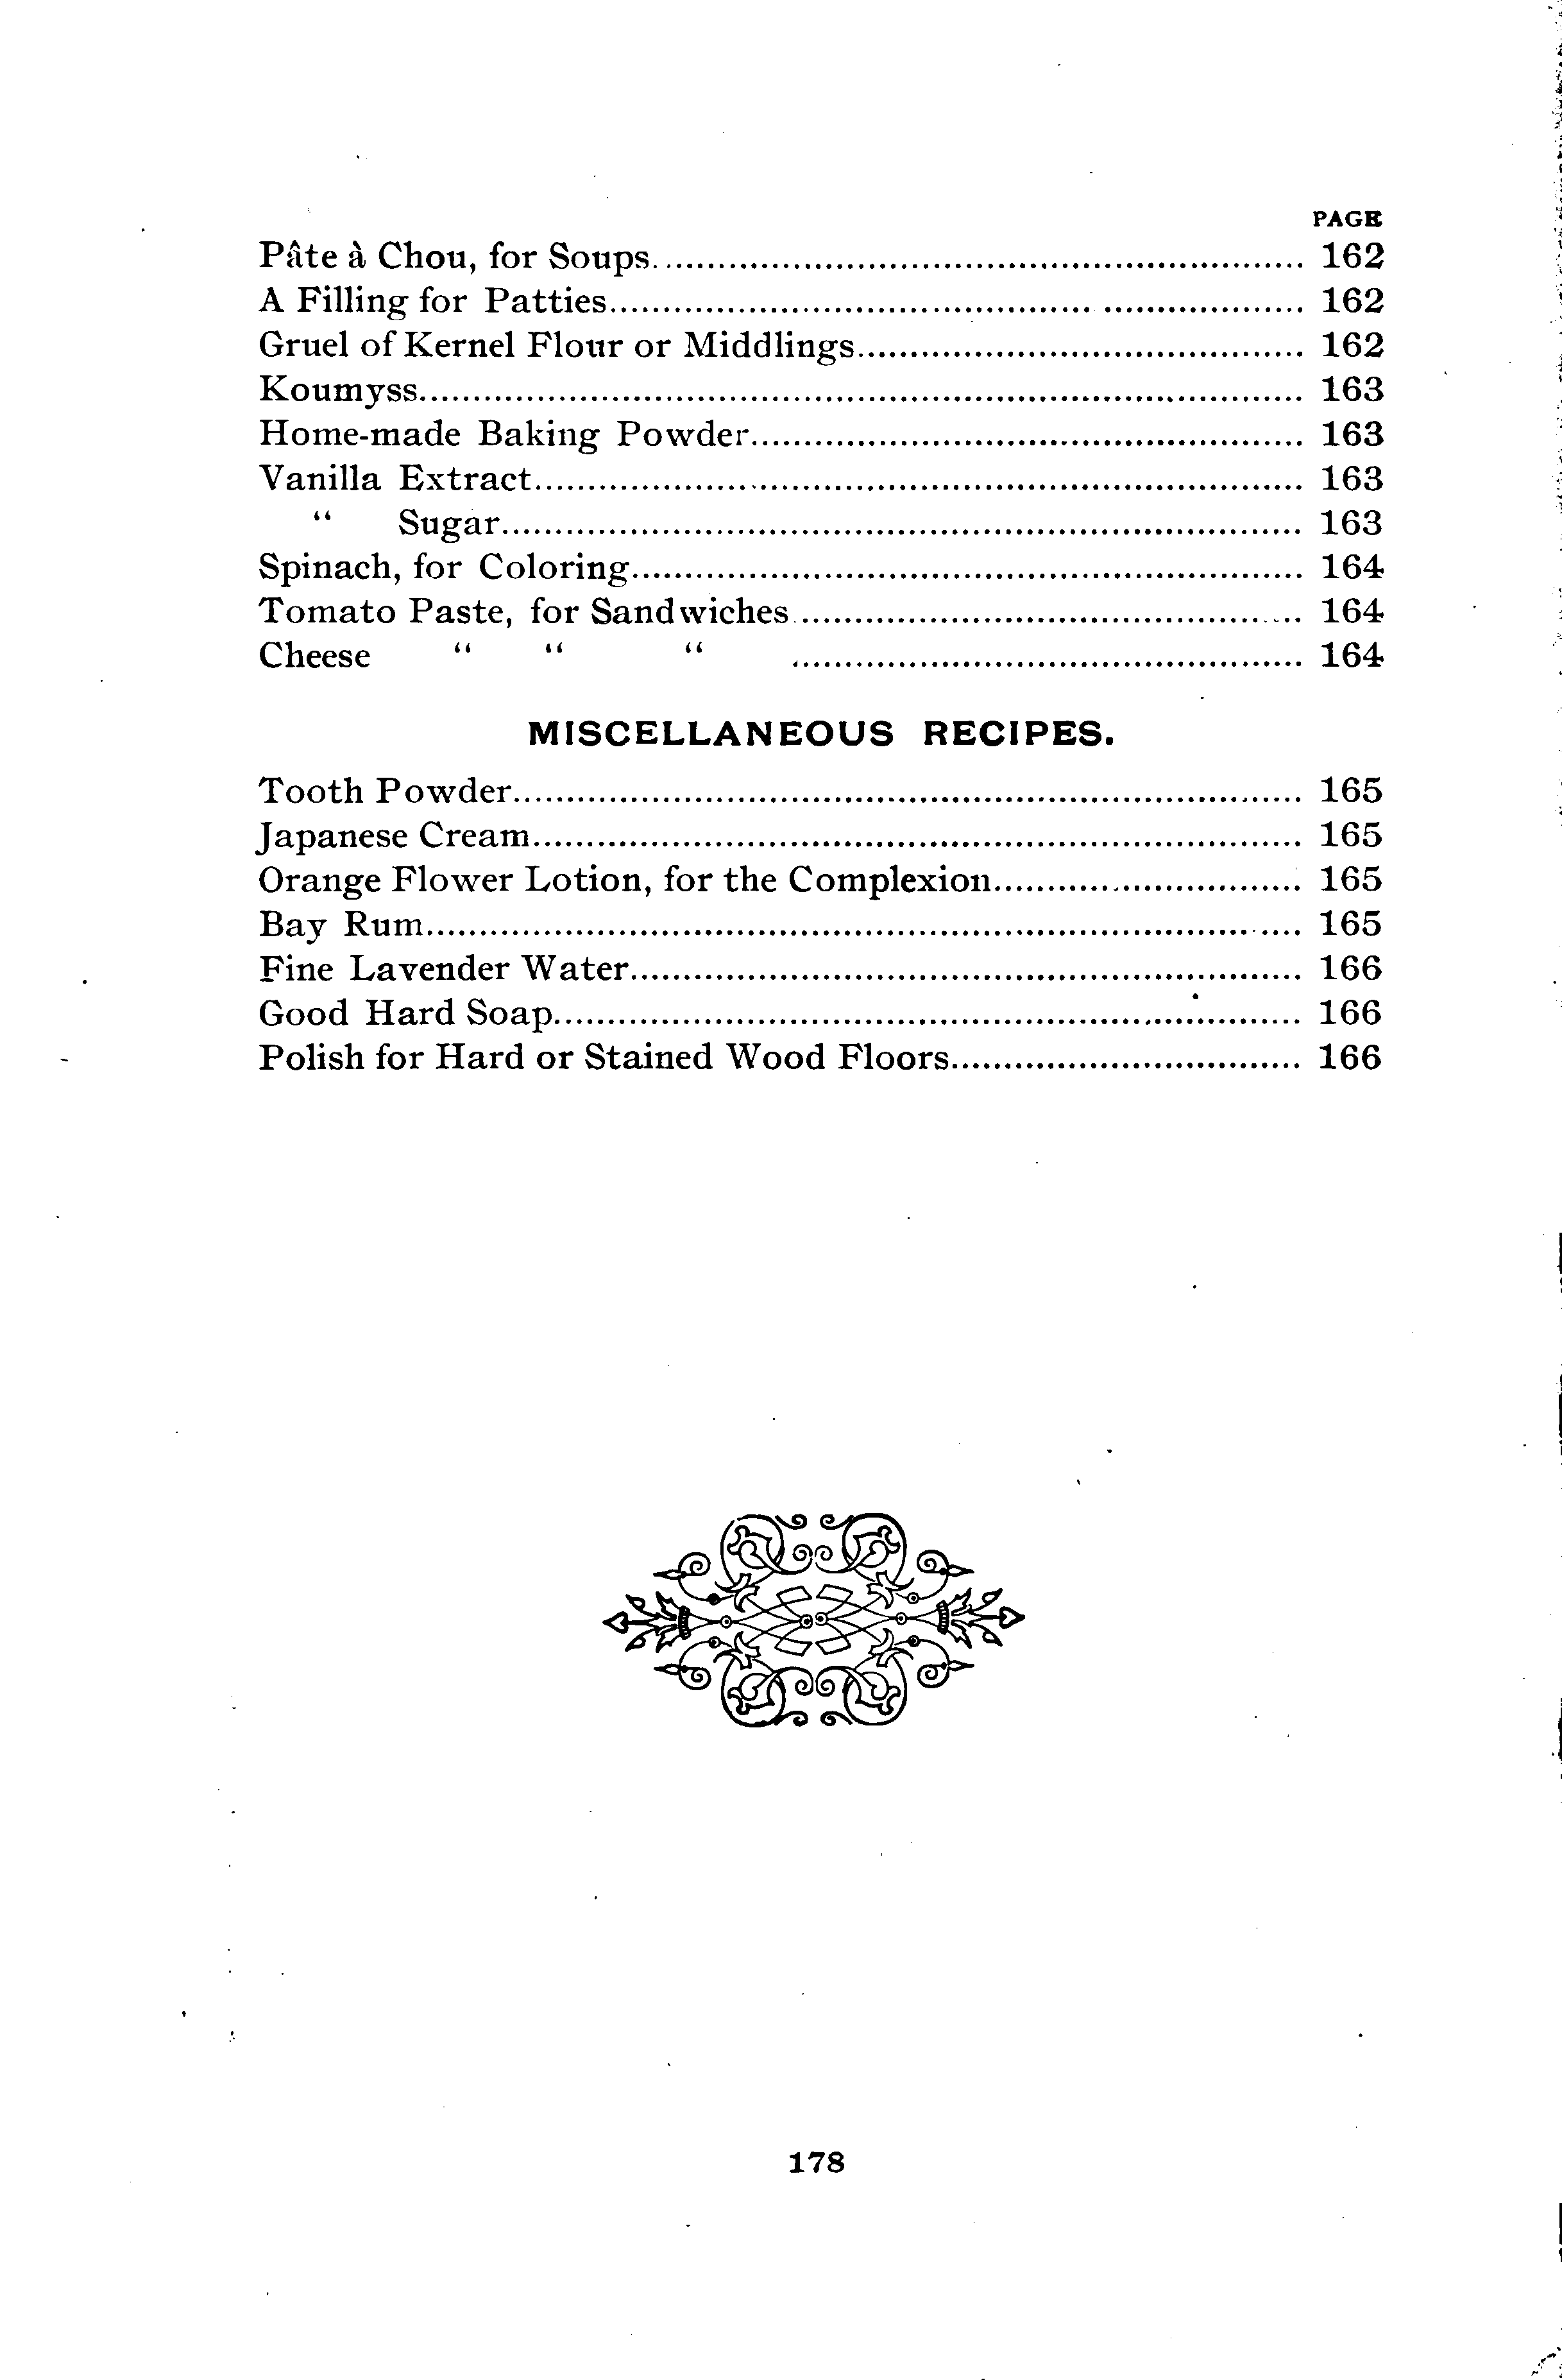 PAGE
Pâte à Chou, for Soups.............................................................. 162
A Filling for Patties................................................................. 162
Gruel of Kernel Flour or Middlings.......................................... 162
Koumyss................................................................................... 163
Home-made Baking Powder.................................................... 163
Vanilla Extract........................................................................ 163
“ Sugar........................................................................... 163
Spinach, for Coloring............................................................... 164
Tomato Paste, for Sandwiches................................................ 164
Cheese “ “ “ ................................................ 164
MISCELLANEOUS RECIPES.
Tooth Powder.......................................................................... 165
Japanese Cream........................................................................ 165
Orange Flower Lotion, for the Complexion............................. 165
Bay Rum.................................................................................. 165
Fine Lavender Water............................................................... 166
Good Hard Soap...................................................................... 166
Polish for Hard or Stained Wood Floors................................. 166
178